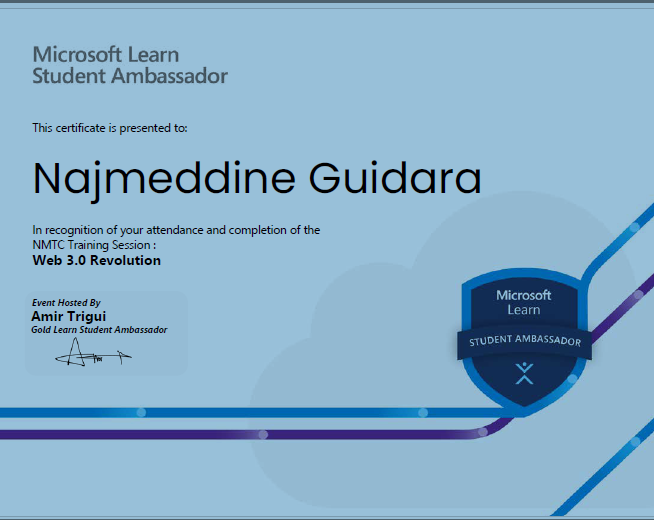 Microsoft Learn
Student Ambassador
This certificate is presented to:
Najmeddine Guidara
In recognition of your attendance and completion of the
NMTC Training Session :
Web 3.0 Revolution
Event Hosted By
Amir Trigui
Gold Learn Student Ambassador
Microsoft
Learn
STUDENT AMBASSADOR